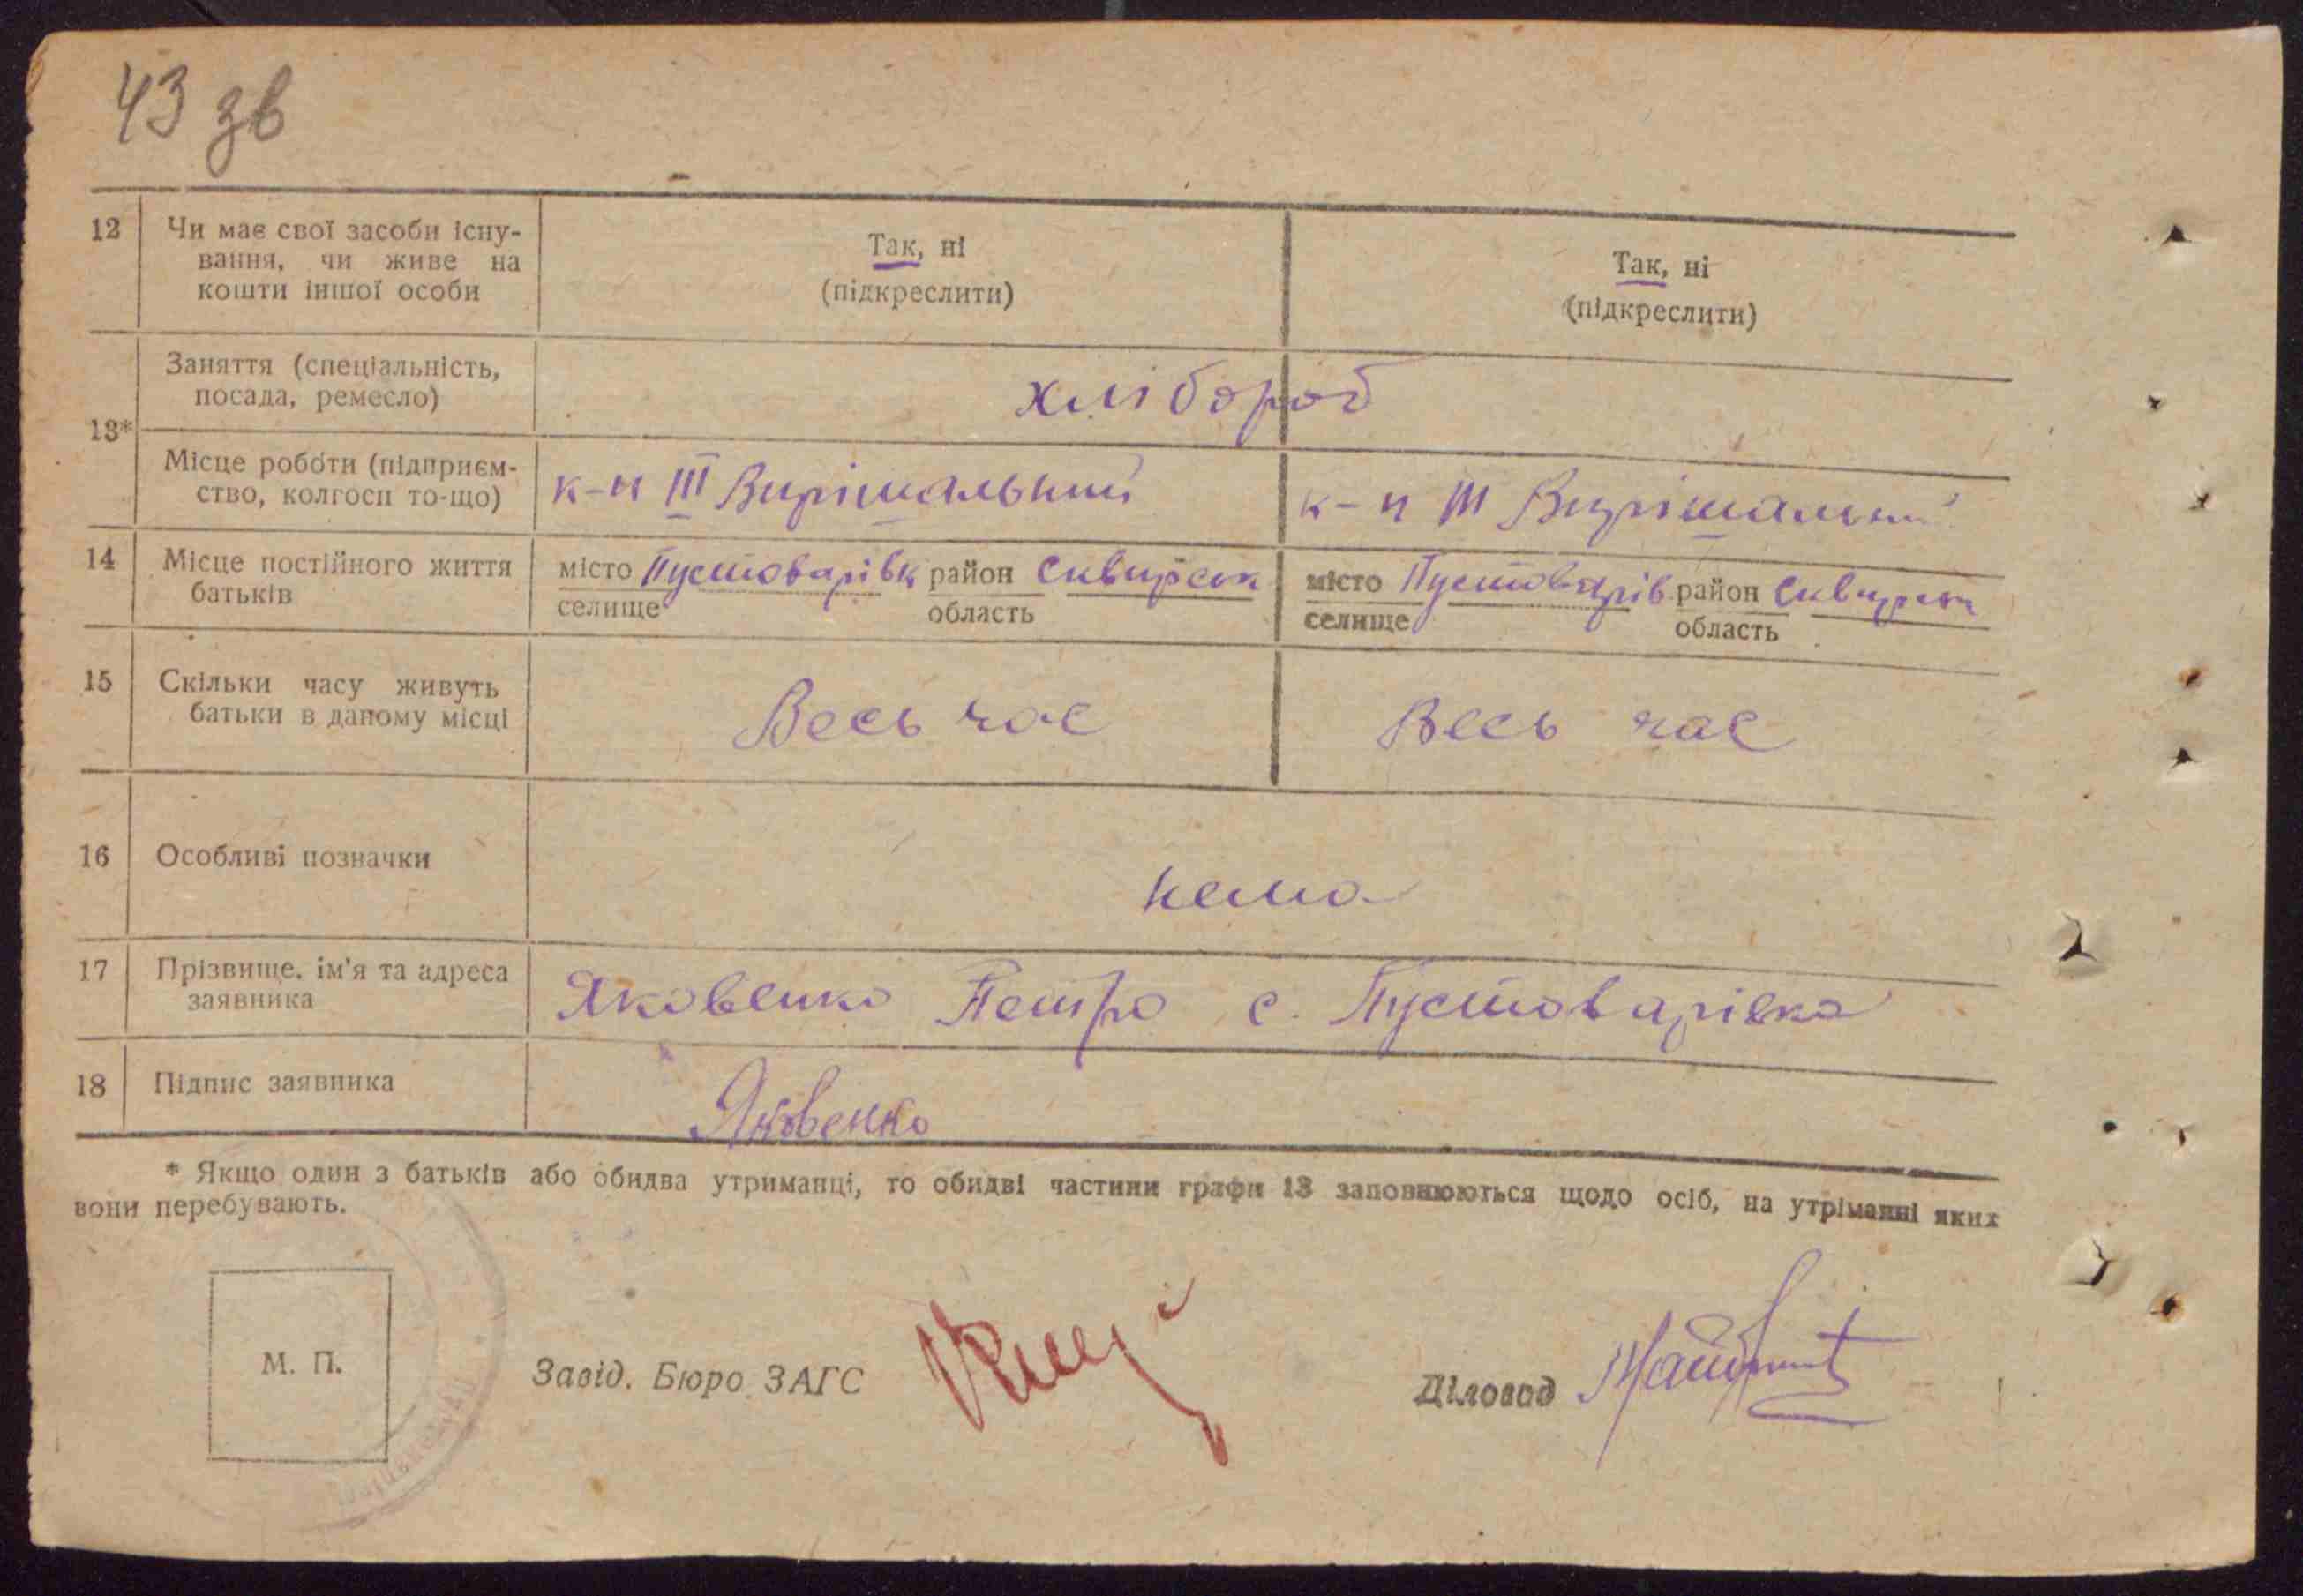 43 зв
12 Чи має свої засоби існу- Так, ні Так, ні
вання, чи живе на (підкреслити) (підкреслити)
кошти іншої особи
13* Заняття (спеціальність, хлібороб
посада, ремесло)
Місце роботи (підприєм- к-п III Вирішальний к-п III Вирішальний
ство, колгосп то-що)
14 Місце постійного життя місто Пустоварівк район Сквирськ місто Пустоварів район Сквирськ
батьків селище область селище область
15 Скільки часу живуть Весь час Весь час
батьки в даному місці
16 Особливі позначки нема
17 Прізвище, ім'я та адреса Яковенко Петро с. Пустоварівка
заявника
18 Підпис заявника Яковенко
* Якщо один з батьків або обидва утриманці, то обидві частини графи 13 заповнюються щодо осіб, на утріманні яких
вони перебувають.
М. П. Завід. Бюро ЗАГС Діловод